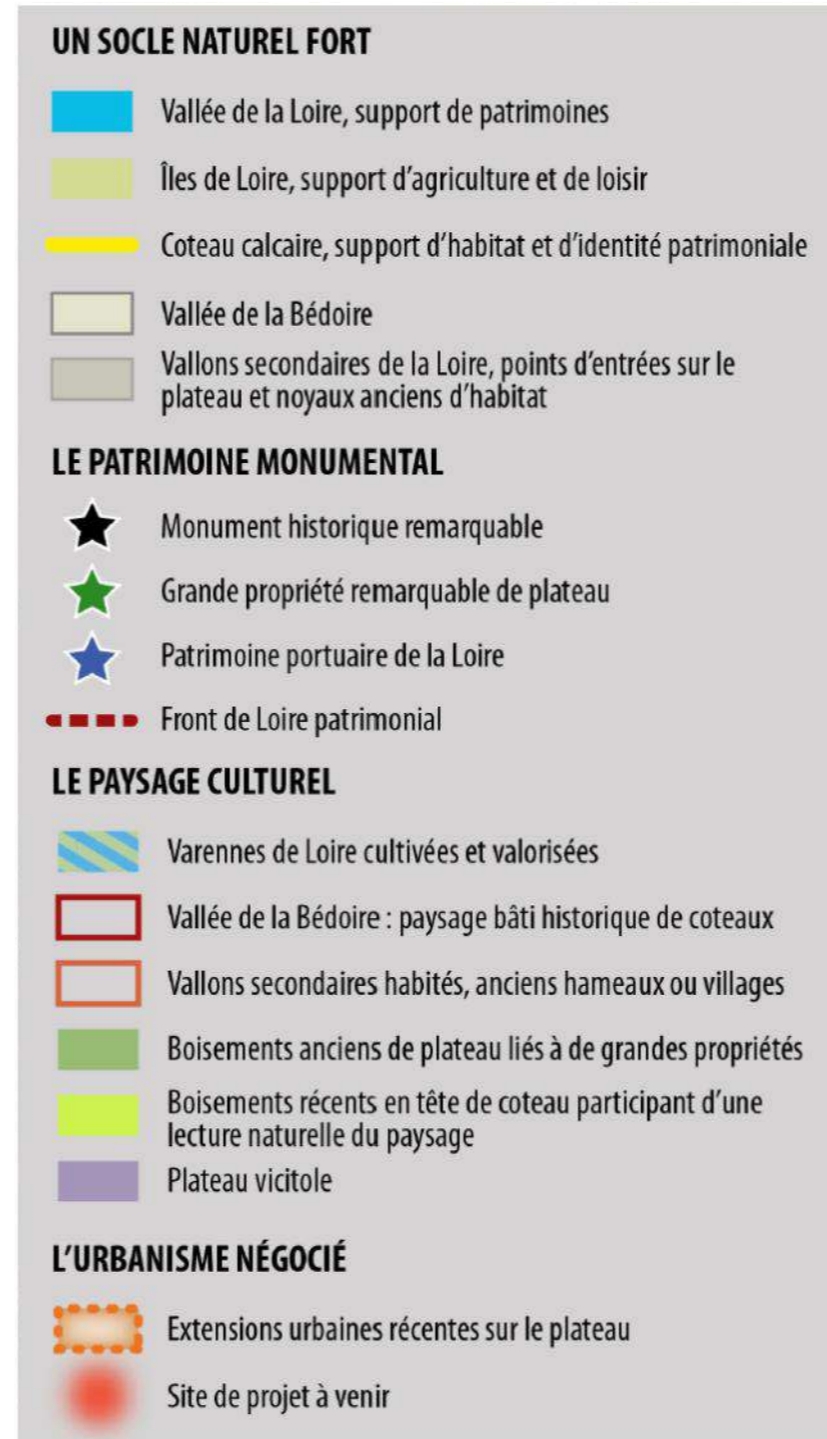 UN SOCLE NATUREL FORT
Vallée de la Loire, support de patrimoines
Îles de Loire, support d'agriculture et de loisir
Coteau calcaire, support d'habitat et d'identité patrimoniale
Vallée de la Bédoire
Vallons secondaires de la Loire, points d'entrées sur le
plateau et noyaux anciens d'habitat
LE PATRIMOINE MONUMENTAL
Monument historique remarquable
Grande propriété remarquable de plateau
Patrimoine portuaire de la Loire
Front de Loire patrimonial
LE PAYSAGE CULTUREL
Varennes de Loire cultivées et valorisées
Vallée de la Bédoire : paysage bâti historique de coteaux
Vallons secondaires habités, anciens hameaux ou villages
Boisements anciens de plateau liés à de grandes propriétés
Boisements récents en tête de coteau participant d'une
lecture naturelle du paysage
Plateau vicitole
L'URBANISME NÉGOCIÉ
Extensions urbaines récentes sur le plateau
Site de projet à venir